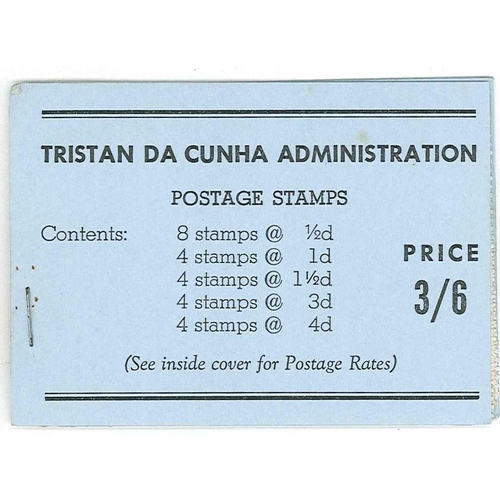 TRISTAN DA CUNHA ADMINISTRATION
POSTAGE STAMPS
Contents: 8 stamps @ ½d
4 stamps @ 1d
4 stamps @ 1½d
4 stamps @ 3d
4 stamps @ 4d
PRICE
3/6
(See inside cover for Postage Rates)